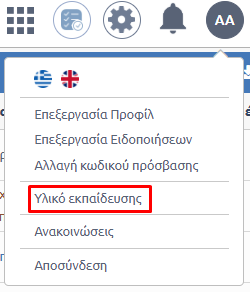 AA
Επεξεργασία Προφίλ
Επεξεργασία Ειδοποιήσεων
Αλλαγή κωδικού πρόσβασης
Υλικό εκπαίδευσης
Ανακοινώσεις
Αποσύνδεση